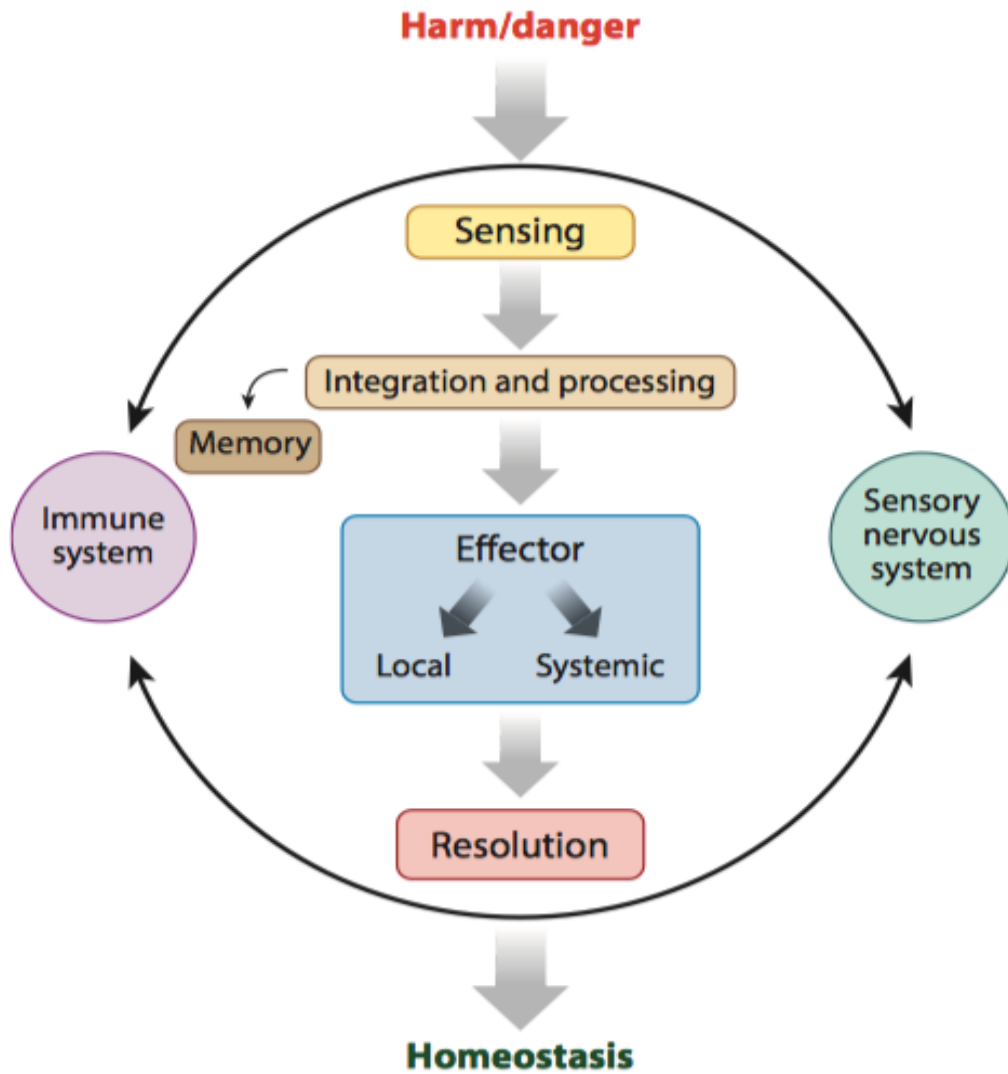 Harm/danger
Sensing
Integration and processing
Memory
Immune
system
Effector
Local
Systemic
Sensory
nervous
system
Resolution
Homeostasis